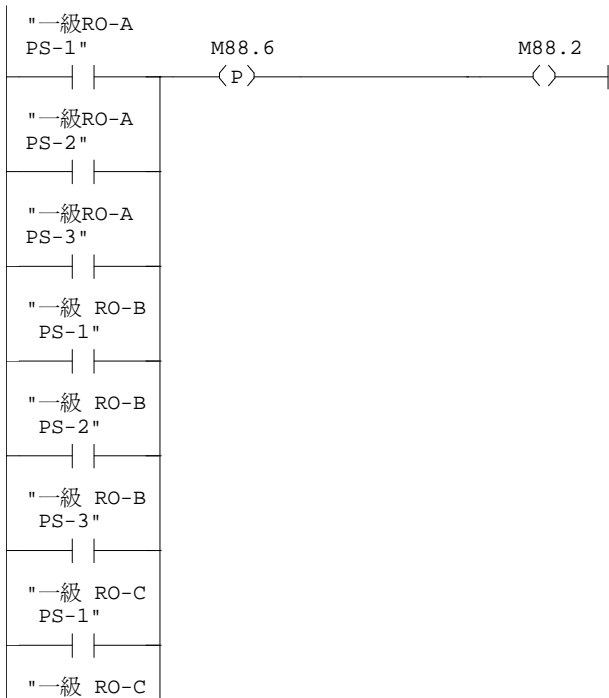 "一級RO-A
PS-1"
M88.6
M88.2
P
"一級RO-A
PS-2"
"一級RO-A
PS-3"
"一級 RO-B
PS-1"
"一級 RO-B
PS-2"
"一級 RO-B
PS-3"
"一級 RO-C
PS-1"
"一級 RO-C